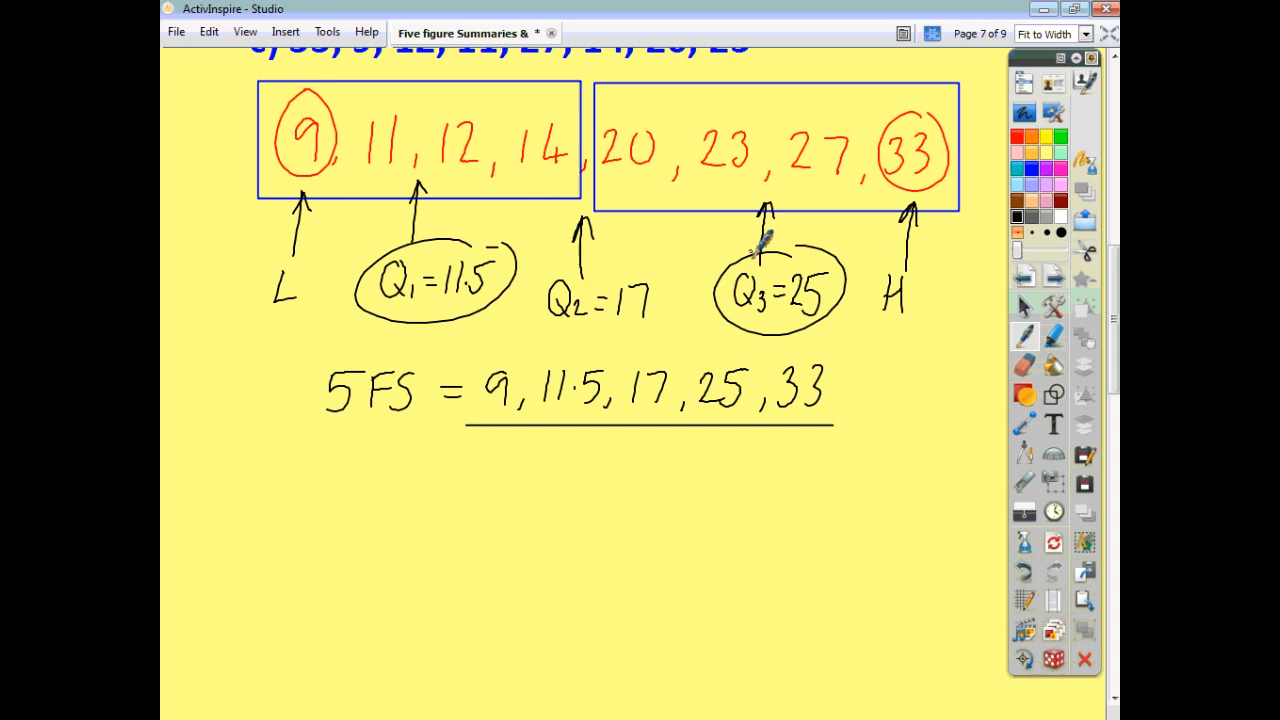 ActivInspire - Studio
File Edit View Insert Tools Help Five figure Summaries & * Page 7 of 9 Fit to Width
9, 11, 12, 14, 20, 23, 27, 33
L Q1=11.5 Q2=17 Q3=25 H
5FS = 9, 11·5, 17, 25, 33